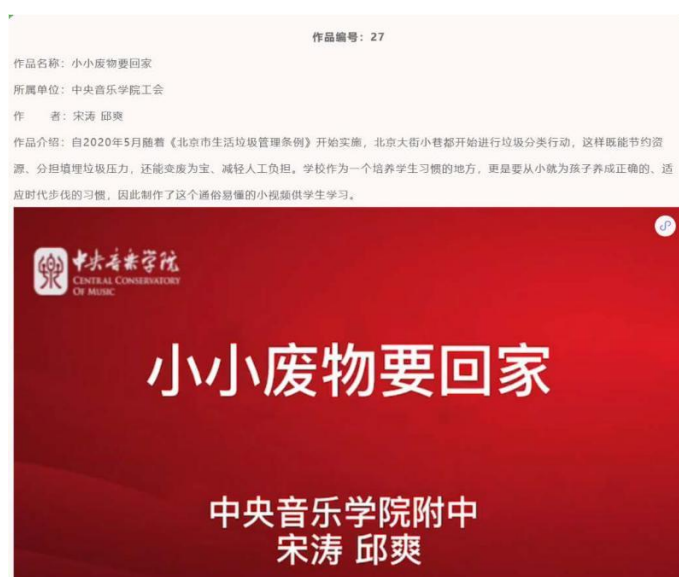 作品编号：27
作品名称：小小废物要回家
所属单位：中央音乐学院工会
作 者：宋涛 邱爽
作品介绍：自2020年5月随着《北京市生活垃圾管理条例》开始实施，北京大街小巷都开始进行垃圾分类行动，这样既能节约资
源、分担填埋垃圾压力，还能变废为宝、减轻人工负担。学校作为一个培养学生习惯的地方，更是要从小就为孩子养成正确的、适
应时代步伐的习惯，因此制作了这个通俗易懂的小视频供学生学习。
中央音乐学院
CENTRAL CONSERVATORY
OF MUSIC
小小废物要回家
中央音乐学院附中
宋涛 邱爽